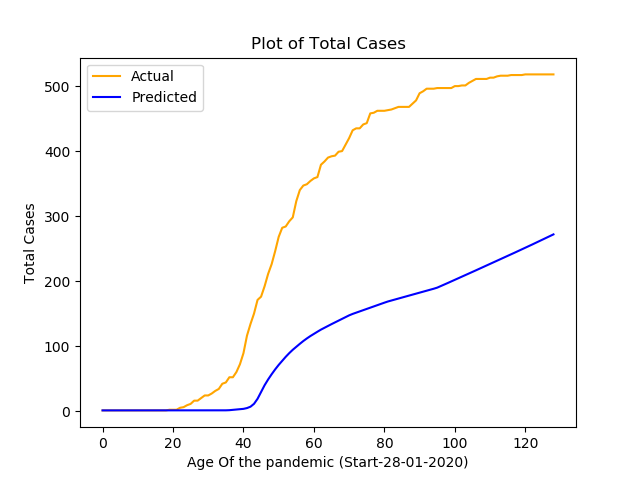 Plot of Total Cases
Actual
Predicted
Total Cases
500
400
300
200
100
0
0 20 40 60 80 100 120
Age Of the pandemic (Start-28-01-2020)